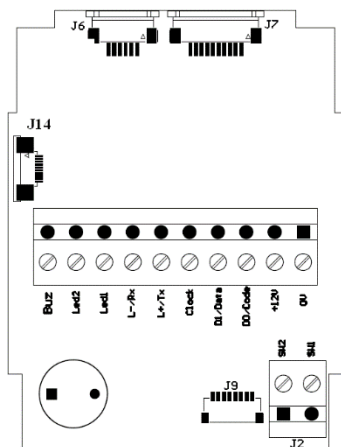 J6
J7
J14
Buz
Led2
Led1
L-/Rx
L+/Tx
Clock
D1/Data
D0/Code
+12V
0V
SW2
SW1
J9
J2